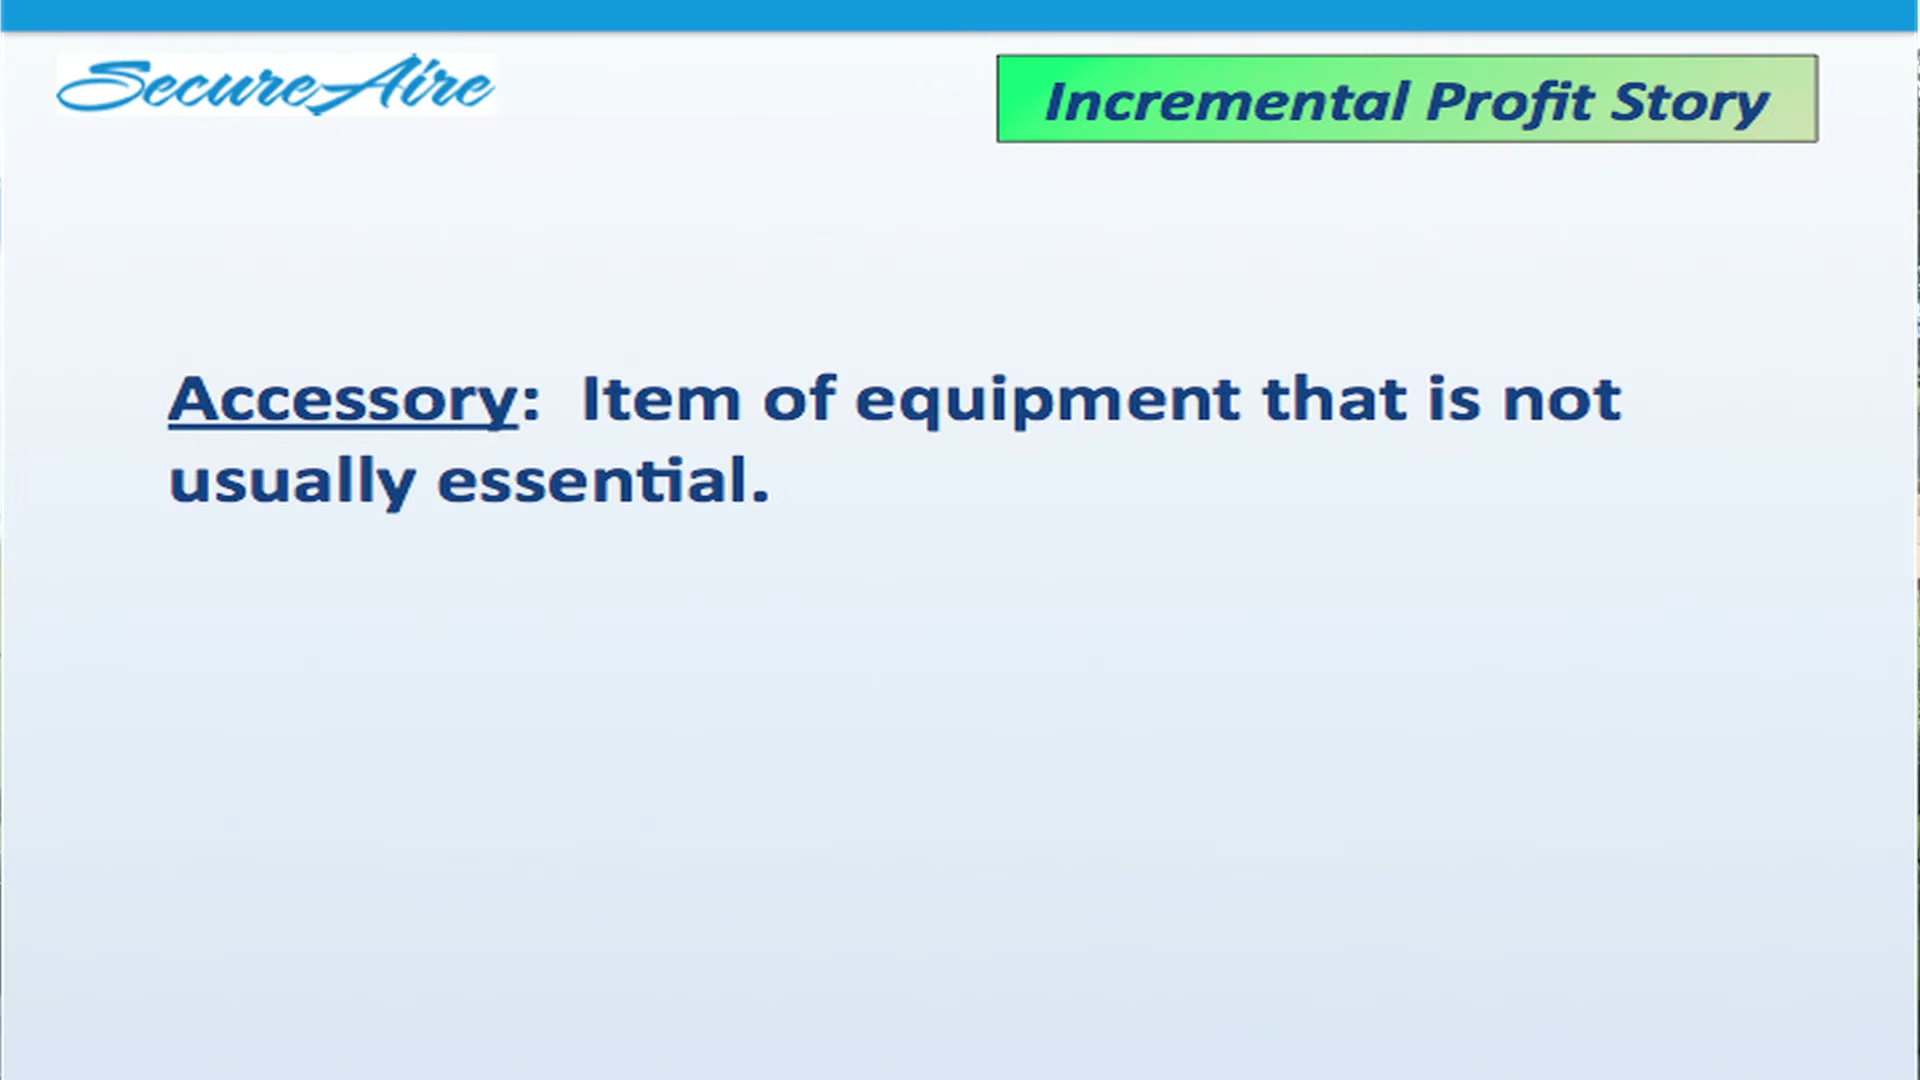 SecureAire
Incremental Profit Story
Accessory:  Item of equipment that is not
usually essential.